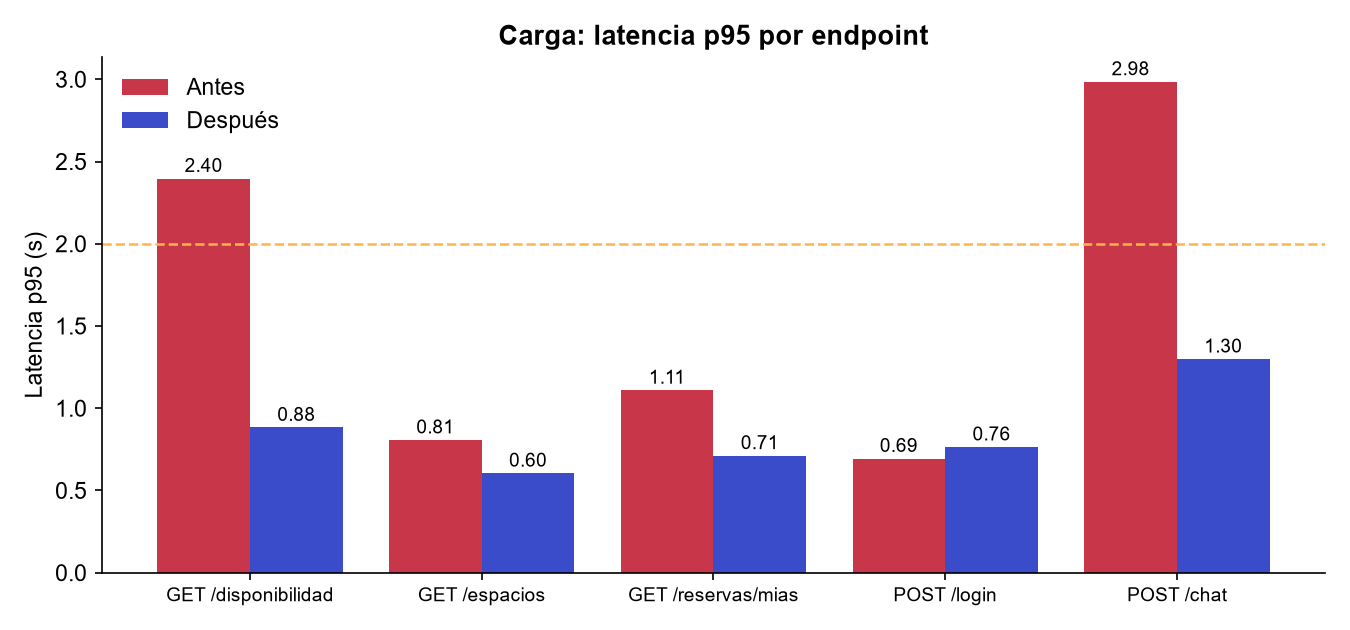 Carga: latencia p95 por endpoint
Antes
Después
Latencia p95 (s)
3.0
2.5
2.0
1.5
1.0
0.5
0.0
2.40
0.88
0.81
0.60
1.11
0.71
0.69
0.76
2.98
1.30
GET /disponibilidad
GET /espacios
GET /reservas/mias
POST /login
POST /chat